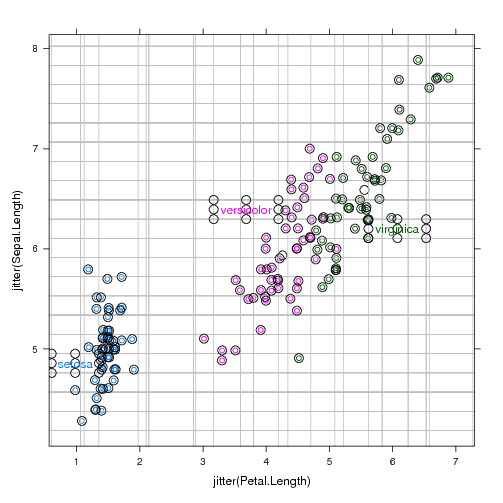 8
7
6
5
versicolor
virginica
setosa
1 2 3 4 5 6 7
jitter(Sepal.Length)
jitter(Petal.Length)